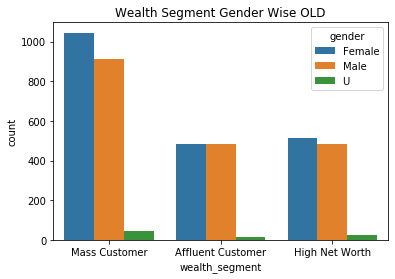 Wealth Segment Gender Wise OLD
gender
Female
Male
U
1000
800
600
400
200
0
count
Mass Customer
Affluent Customer
High Net Worth
wealth_segment